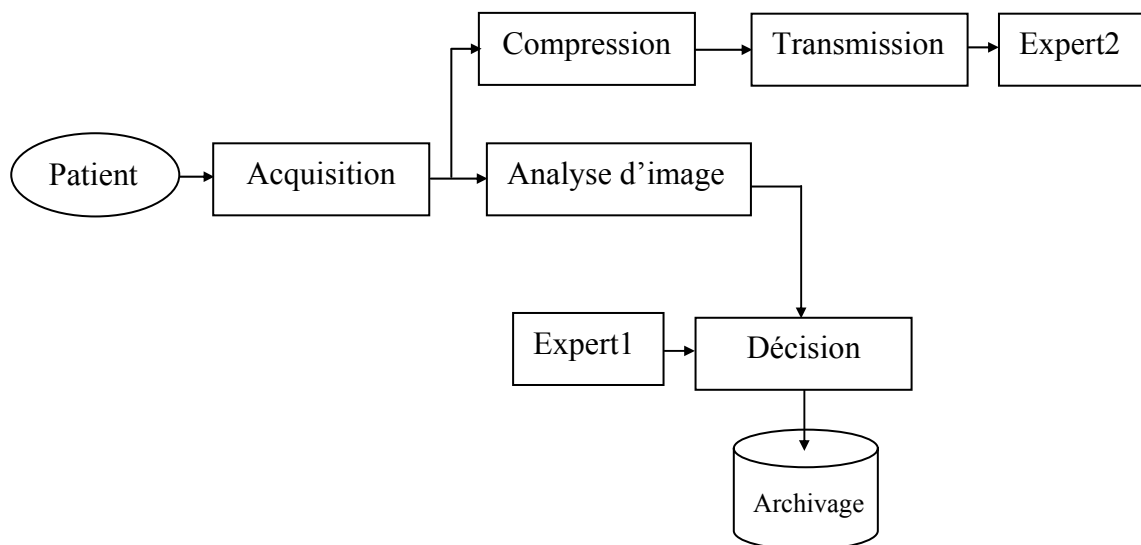 Compression
Transmission
Expert2
Patient
Acquisition
Analyse d’image
Expert1
Décision
Archivage